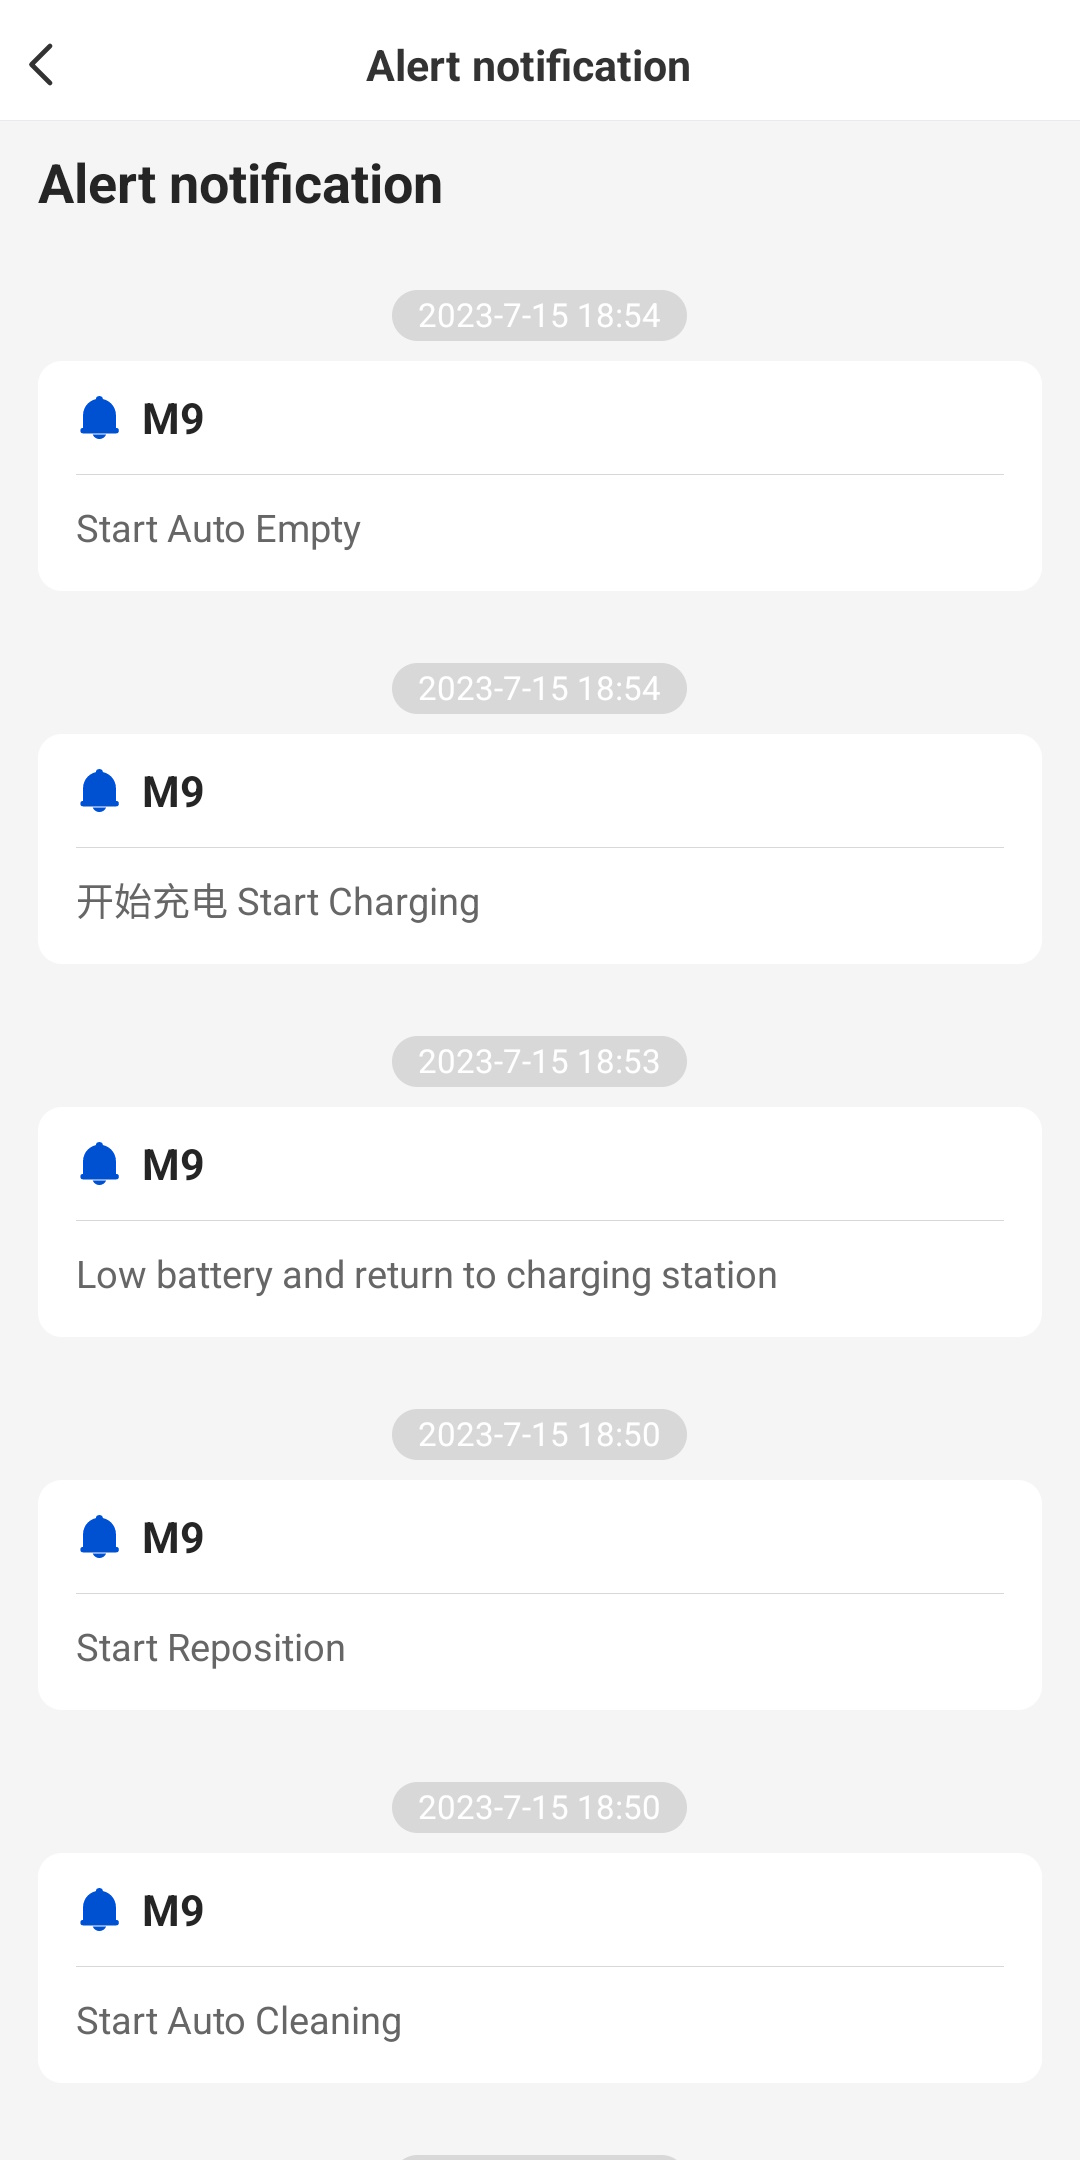 Alert notification
Alert notification
2023-7-15 18:54
M9
Start Auto Empty
2023-7-15 18:54
M9
开始充电 Start Charging
2023-7-15 18:53
M9
Low battery and return to charging station
2023-7-15 18:50
M9
Start Reposition
2023-7-15 18:50
M9
Start Auto Cleaning